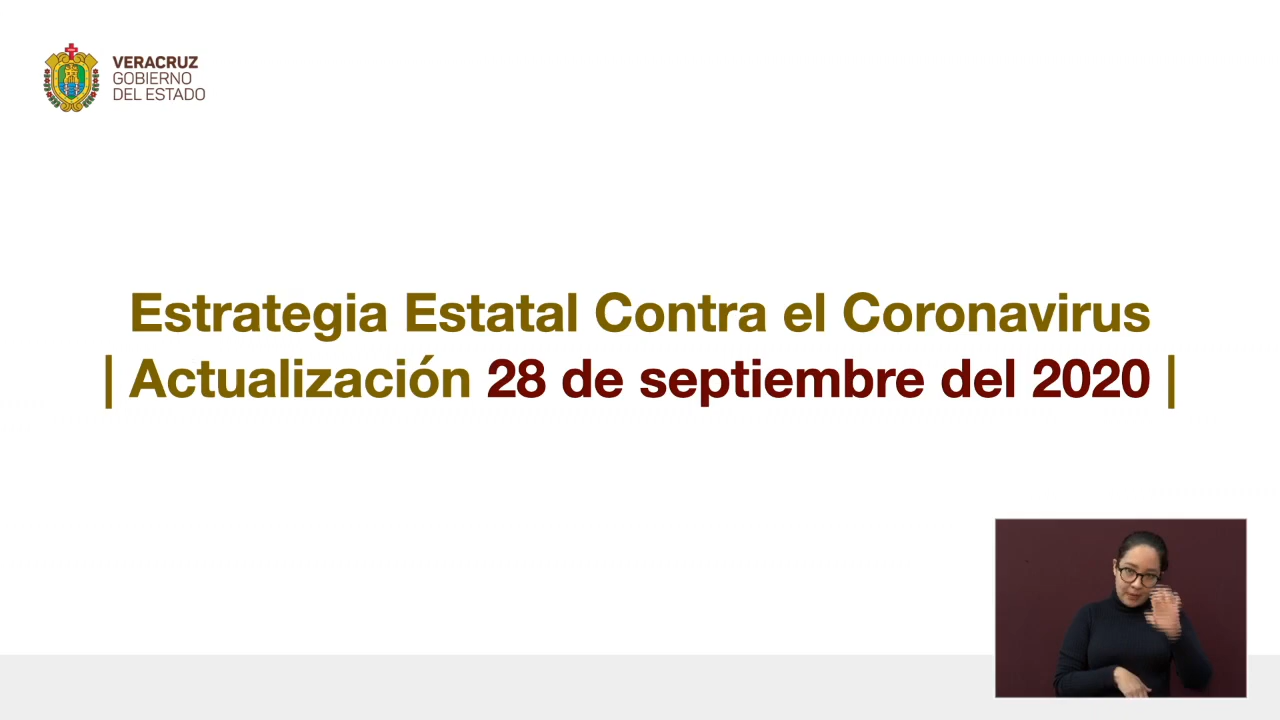 VERACRUZ
GOBIERNO
DEL ESTADO
Estrategia Estatal Contra el Coronavirus
| Actualización 28 de septiembre del 2020 |